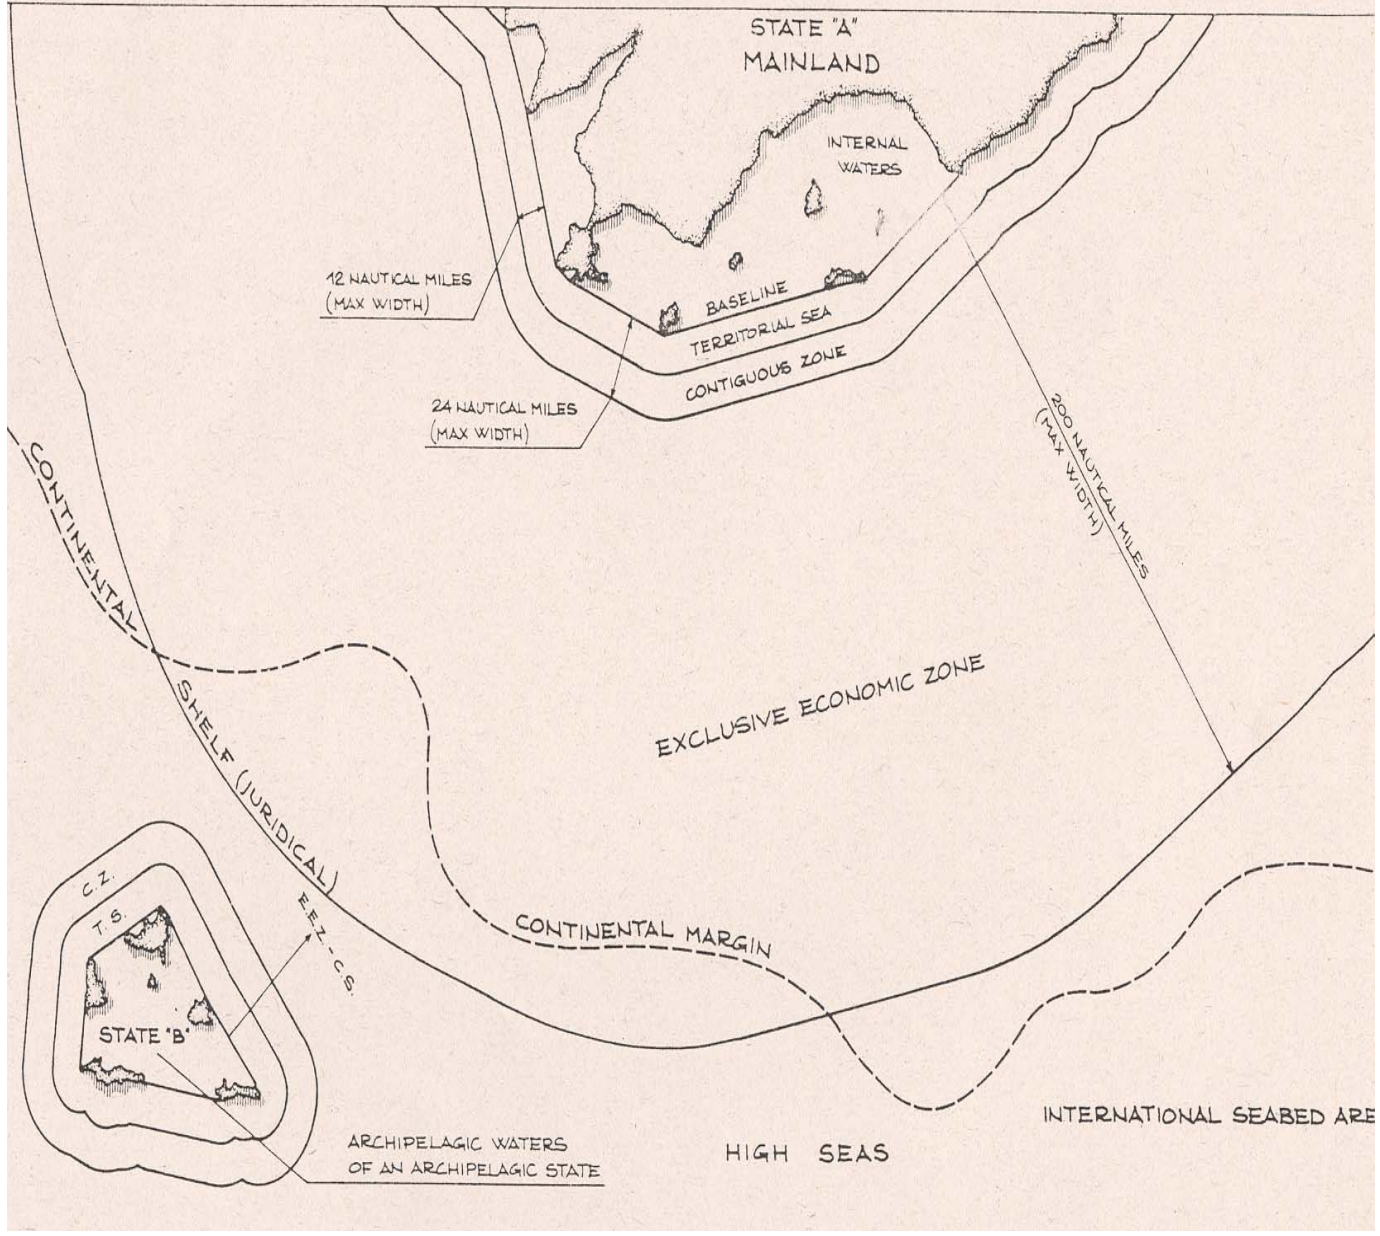 STATE "A"
MAINLAND
INTERNAL
WATERS
12 NAUTICAL MILES
(MAX WIDTH)
BASELINE
TERRITORIAL SEA
CONTIGUOUS ZONE
24 NAUTICAL MILES
(MAX WIDTH)
200 NAUTICAL MILES
(MAX WIDTH)
CONTINENTAL
SHELF (JURIDICAL)
EXCLUSIVE ECONOMIC ZONE
C.Z.
T.S.
E.E.Z.-C.S.
CONTINENTAL MARGIN
STATE "B"
ARCHIPELAGIC WATERS
OF AN ARCHIPELAGIC STATE
HIGH SEAS
INTERNATIONAL SEABED ARE